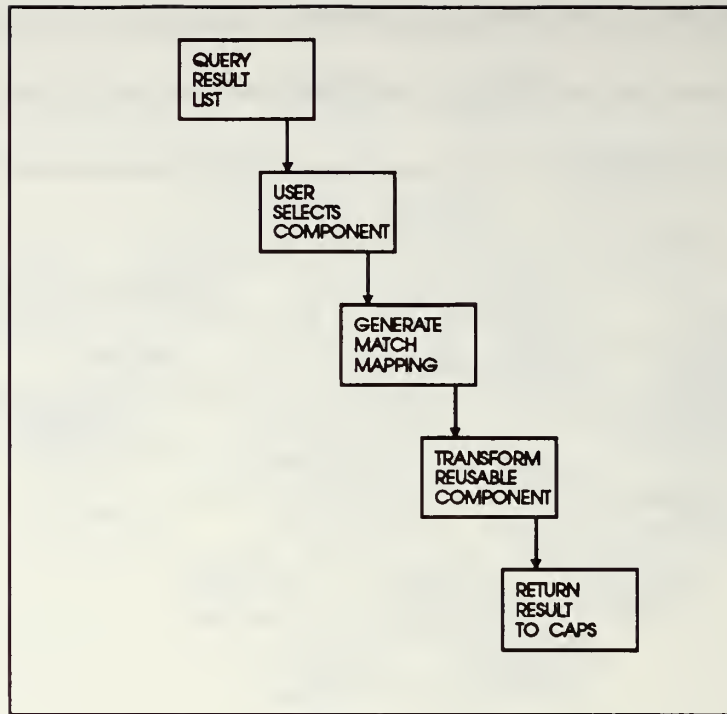 QUERY
RESULT
LIST
USER
SELECTS
COMPONENT
GENERATE
MATCH
MAPPING
TRANSFORM
REUSABLE
COMPONENT
RETURN
RESULT
TO CAPS